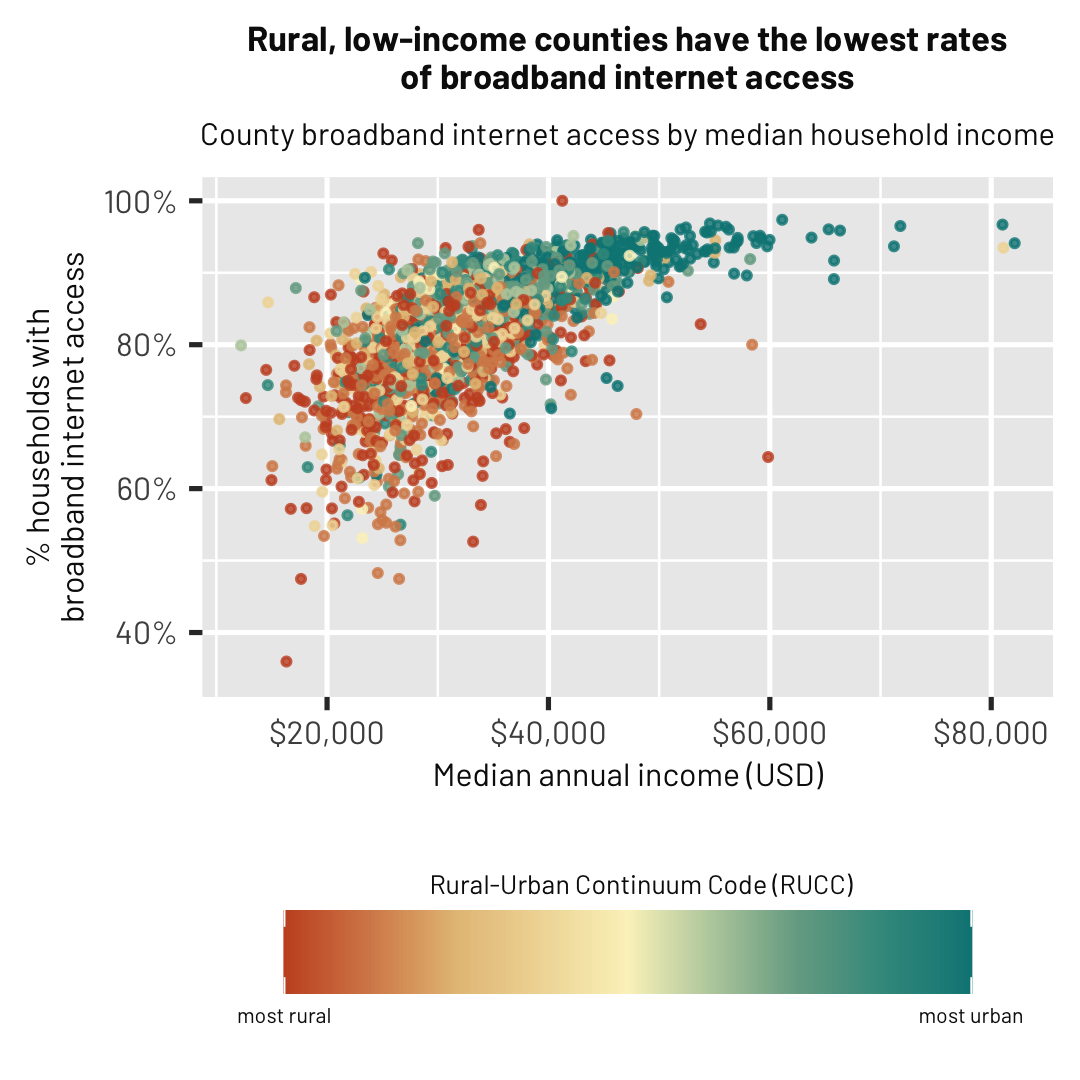 Rural, low-income counties have the lowest rates
of broadband internet access
County broadband internet access by median household income
% households with
broadband internet access
100%
80%
60%
40%
$20,000
$40,000
$60,000
$80,000
Median annual income (USD)
Rural-Urban Continuum Code (RUCC)
most rural
most urban